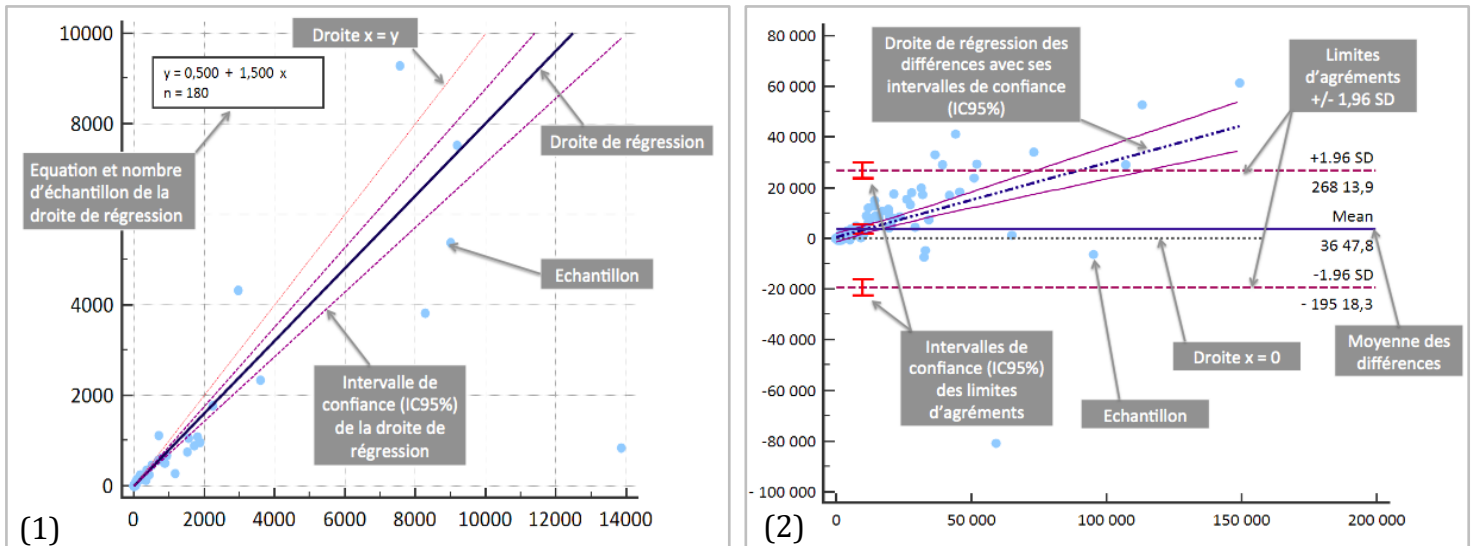 10000
8000
4000
2000
0
0
2000
4000
6000
8000
10000
12000
14000
y = 0,500 + 1,500 x
n = 180
Droite x = y
Droite de régression
Equation et nombre
d'échantillon de la
droite de régression
Echantillon
Intervalle de
confiance (IC95%)
de la droite de
régression
(1)
80 000
60 000
40 000
20 000
0
-20 000
-40 000
-60 000
-80 000
- 100 000
0
50 000
100 000
150 000
200 000
Droite de régression des
différences avec ses
intervalles de confiance
(IC95%)
Limites
d'agréments
+/- 1,96 SD
+1.96 SD
268 13,9
Mean
36 47,8
-1.96 SD
- 195 18,3
Intervalles de
confiance (IC95%)
des limites
d'agréments
Droite x = 0
Moyenne des
différences
Echantillon
(2)